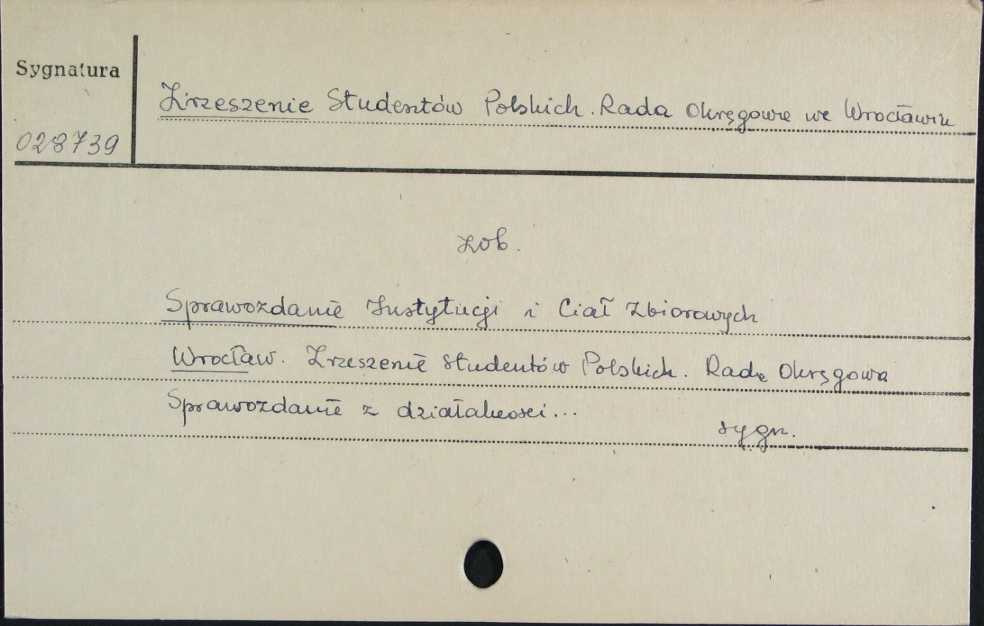 Sygnatura
Zrzeszenie Studentów Polskich. Rada Okręgowa we Wrocławiu
028739
zob.
Sprawozdanie Instytucji i Ciał Zbiorowych
Wrocław. Zrzeszenie Studentów Polskich. Rada Okręgowa
Sprawozdanie z działalności...
sygn.